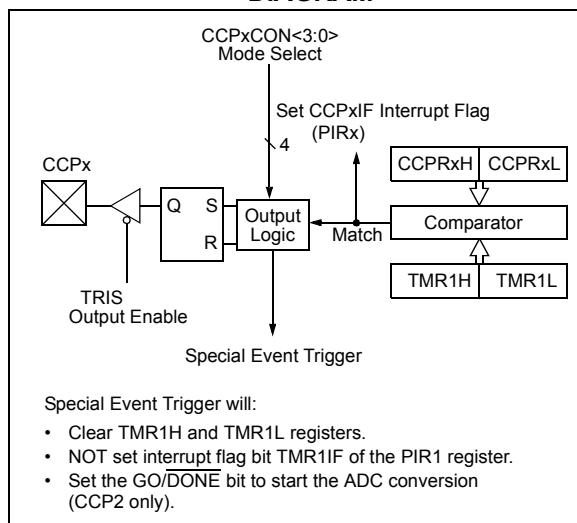 CCPxCON<3:0>
Mode Select
Set CCPxIF Interrupt Flag
(PIRx)
4
CCPx
CCPRxH CCPRxL
Q S
R
Output
Logic
Match
Comparator
TRIS
Output Enable
TMR1H TMR1L
Special Event Trigger
Special Event Trigger will:
• Clear TMR1H and TMR1L registers.
• NOT set interrupt flag bit TMR1IF of the PIR1 register.
• Set the GO/DONE bit to start the ADC conversion
(CCP2 only).